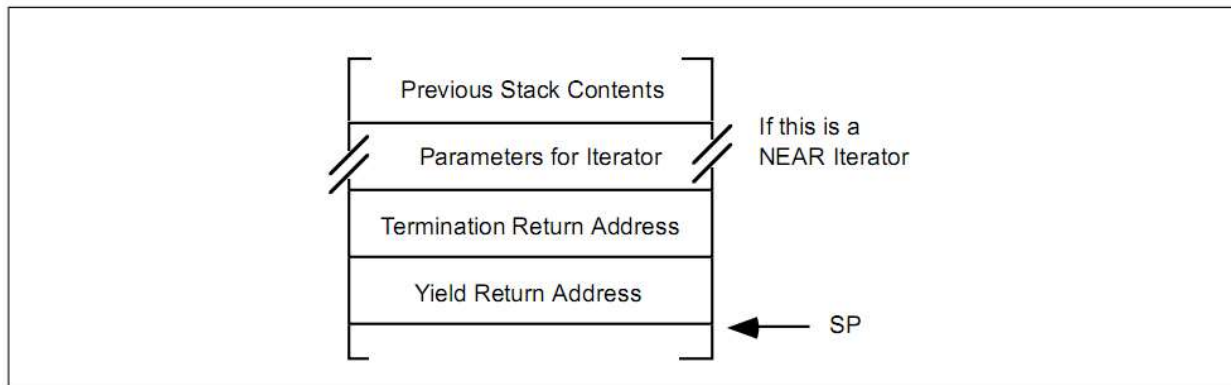 Previous Stack Contents
If this is a
NEAR Iterator
Parameters for Iterator
Termination Return Address
Yield Return Address
SP